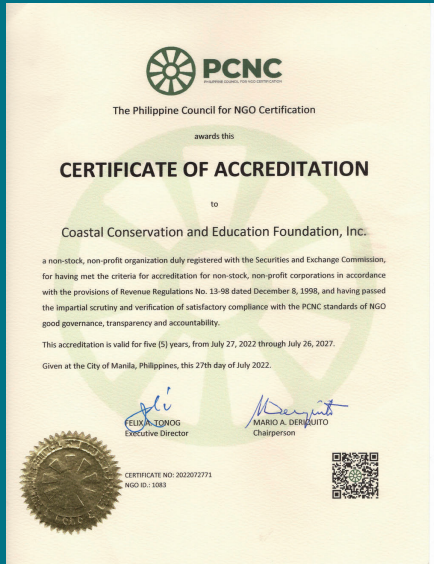 PCNC
PHILIPPINE COUNCIL FOR NGO CERTIFICATION
The Philippine Council for NGO Certification
awards this
CERTIFICATE OF ACCREDITATION
to
Coastal Conservation and Education Foundation, Inc.
a non-stock, non-profit organization duly registered with the Securities and Exchange Commission,
for having met the criteria for accreditation for non-stock, non-profit corporations in accordance
with the provisions of Revenue Regulations No. 13-98 dated December 8, 1998, and having passed
the impartial scrutiny and verification of satisfactory compliance with the PCNC standards of NGO
good governance, transparency and accountability.
This accreditation is valid for five (5) years, from July 27, 2022 through July 26, 2027.
Given at the City of Manila, Philippines, this 27th day of July 2022.
FELIX A. TONOG
Executive Director
MARIO A. DERIQUITO
Chairperson
CERTIFICATE NO: 2022072771
NGO ID.: 1083